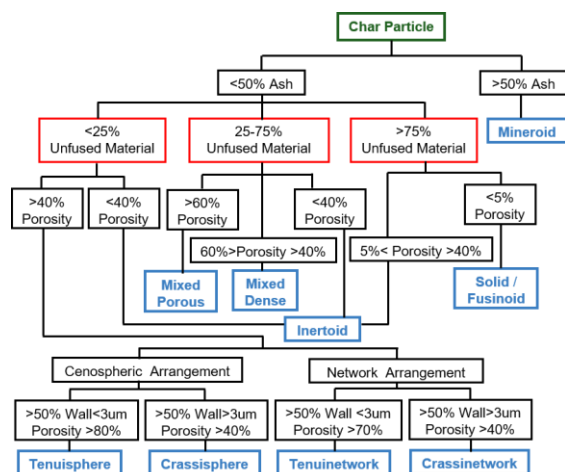 Char Particle
<50% Ash
>50% Ash
Mineroid
<25%
Unfused Material
25-75%
Unfused Material
>75%
Unfused Material
>40%
Porosity
<40%
Porosity
>60%
Porosity
<40%
Porosity
<5%
Porosity
60%>Porosity >40%
5%< Porosity >40%
Mixed
Porous
Mixed
Dense
Solid /
Fusinoid
Inertoid
Cenospheric Arrangement
Network Arrangement
>50% Wall<3um
Porosity >80%
>50% Wall>3um
Porosity >40%
>50% Wall <3um
Porosity >70%
>50% Wall>3um
Porosity >40%
Tenuisphere
Crassisphere
Tenuinetwork
Crassinetwork